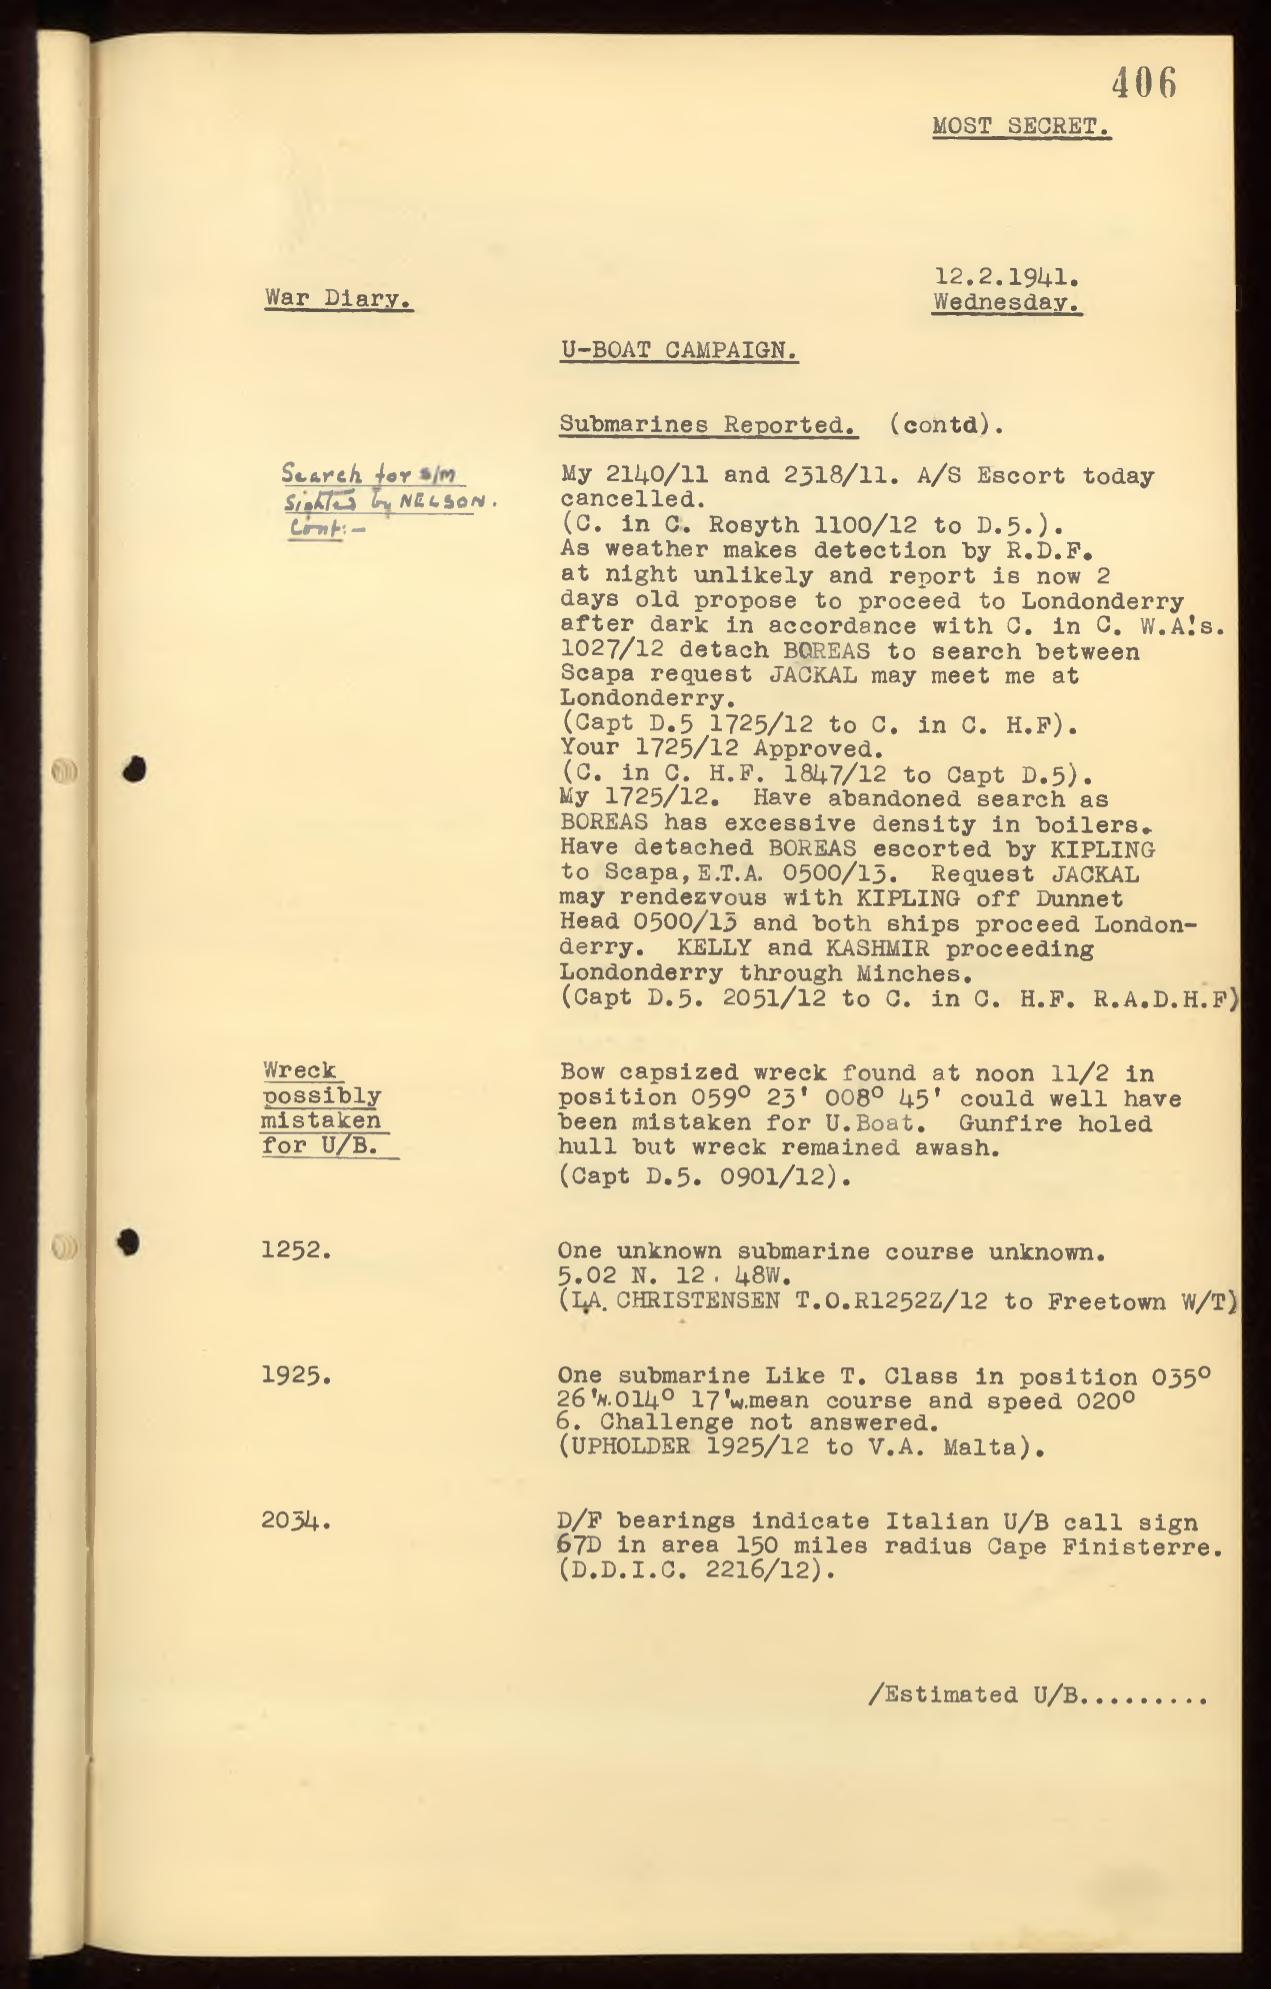 406
MOST SECRET.
12.2.1941.
War Diary.
Wednesday.
U-BOAT CAMPAIGN.
Submarines Reported. (contd).
Search for s/m
sighted by NELSON.
Cont:-
My 2140/11 and 2318/11. A/S Escort today
cancelled.
(C. in C. Rosyth 1100/12 to D.5.).
As weather makes detection by R.D.F.
at night unlikely and report is now 2
days old propose to proceed to Londonderry
after dark in accordance with C. in C. W.A's.
1027/12 detach BOREAS to search between
Scapa request JACKAL may meet me at
Londonderry.
(Capt D.5 1725/12 to C. in C. H.F).
Your 1725/12 Approved.
(C. in C. H.F. 1847/12 to Capt D.5).
My 1725/12. Have abandoned search as
BOREAS has excessive density in boilers.
Have detached BOREAS escorted by KIPLING
to Scapa, E.T.A. 0500/13. Request JACKAL
may rendezvous with KIPLING off Dunnet
Head 0500/13 and both ships proceed London-
derry. KELLY and KASHMIR proceeding
Londonderry through Minches.
(Capt D.5. 2051/12 to C. in C. H.F. R.A.D.H.F)
Wreck
possibly
mistaken
for U/B.
Bow capsized wreck found at noon 11/2 in
position 059° 23' 008° 45' could well have
been mistaken for U.Boat. Gunfire holed
hull but wreck remained awash.
(Capt D.5. 0901/12).
1252.
One unknown submarine course unknown.
5.02 N. 12. 48W.
(LA. CHRISTENSEN T.O.R1252Z/12 to Freetown W/T)
1925.
One submarine Like T. Class in position 035°
26'N.014° 17'W.mean course and speed 020°
6. Challenge not answered.
(UPHOLDER 1925/12 to V.A. Malta).
2034.
D/F bearings indicate Italian U/B call sign
67D in area 150 miles radius Cape Finisterre.
(D.D.I.C. 2216/12).
/Estimated U/B.........